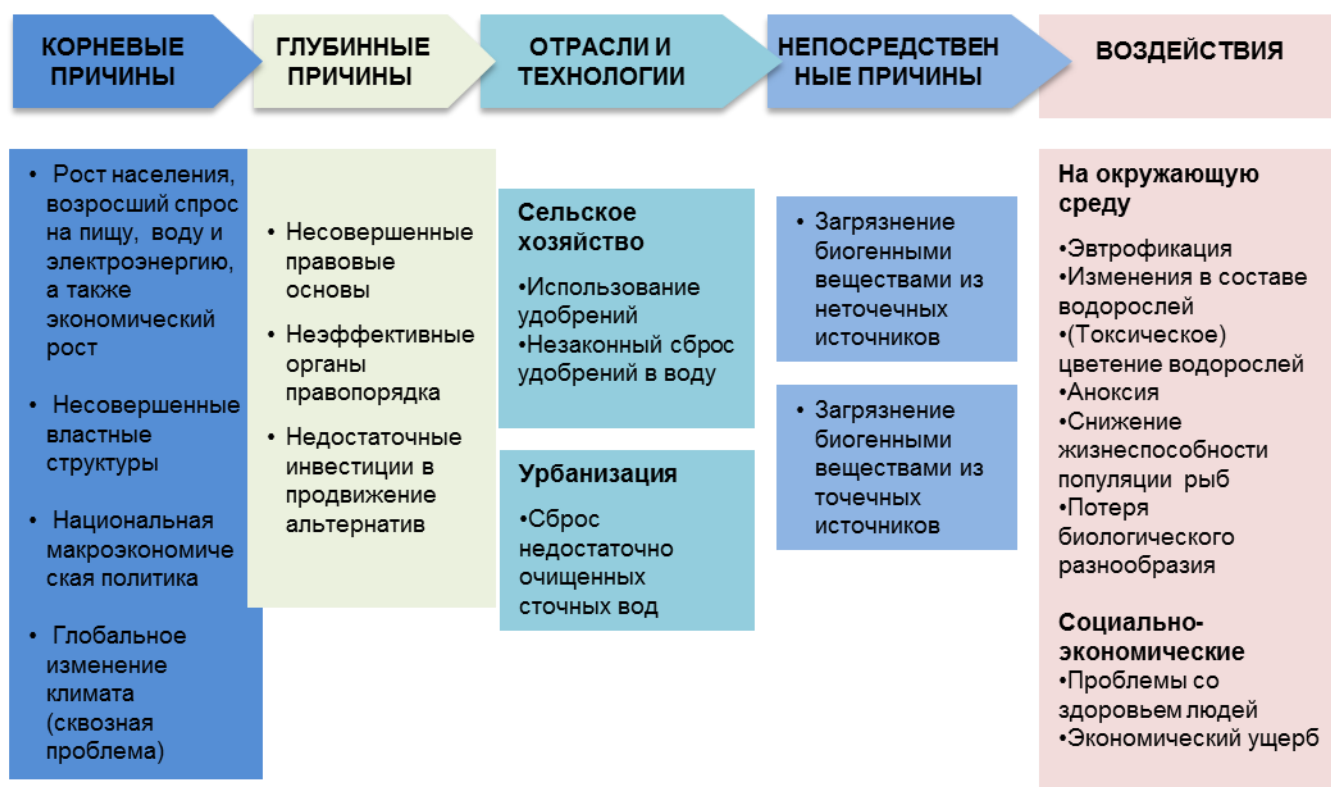 КОРНЕВЫЕ
ПРИЧИНЫ
ГЛУБИННЫЕ
ПРИЧИНЫ
ОТРАСЛИ И
ТЕХНОЛОГИИ
НЕПОСРЕДСТВЕН
НЫЕ ПРИЧИНЫ
ВОЗДЕЙСТВИЯ
• Рост населения,
возросший спрос
на пищу, воду и
электроэнергию,
а также
экономический
рост
• Несовершенные
властные
структуры
• Национальная
макроэкономиче
ская политика
• Глобальное
изменение
климата
(сквозная
проблема)
• Несовершенные
правовые
основы
• Неэффективные
органы
правопорядка
• Недостаточные
инвестиции в
продвижение
альтернатив
Сельское
хозяйство
•Использование
удобрений
•Незаконный сброс
удобрений в воду
Урбанизация
•Сброс
недостаточно
очищенных
сточных вод
• Загрязнение
биогенными
веществами из
неточечных
источников
• Загрязнение
биогенными
веществами из
точечных
источников
На окружающую
среду
•Эвтрофикация
•Изменения в составе
водорослей
•(Токсическое)
цветение водорослей
•Аноксия
•Снижение
жизнеспособности
популяции рыб
•Потеря
биологического
разнообразия
Социально-
экономические
•Проблемы со
здоровьем людей
•Экономический ущерб